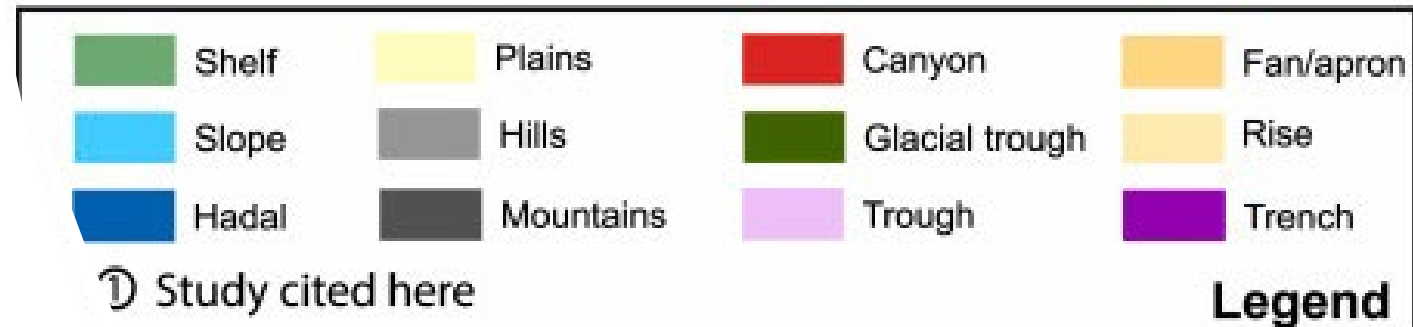 Shelf Plains Canyon Fan/apron
Slope Hills Glacial trough Rise
Hadal Mountains Trough Trench
① Study cited here
Legend